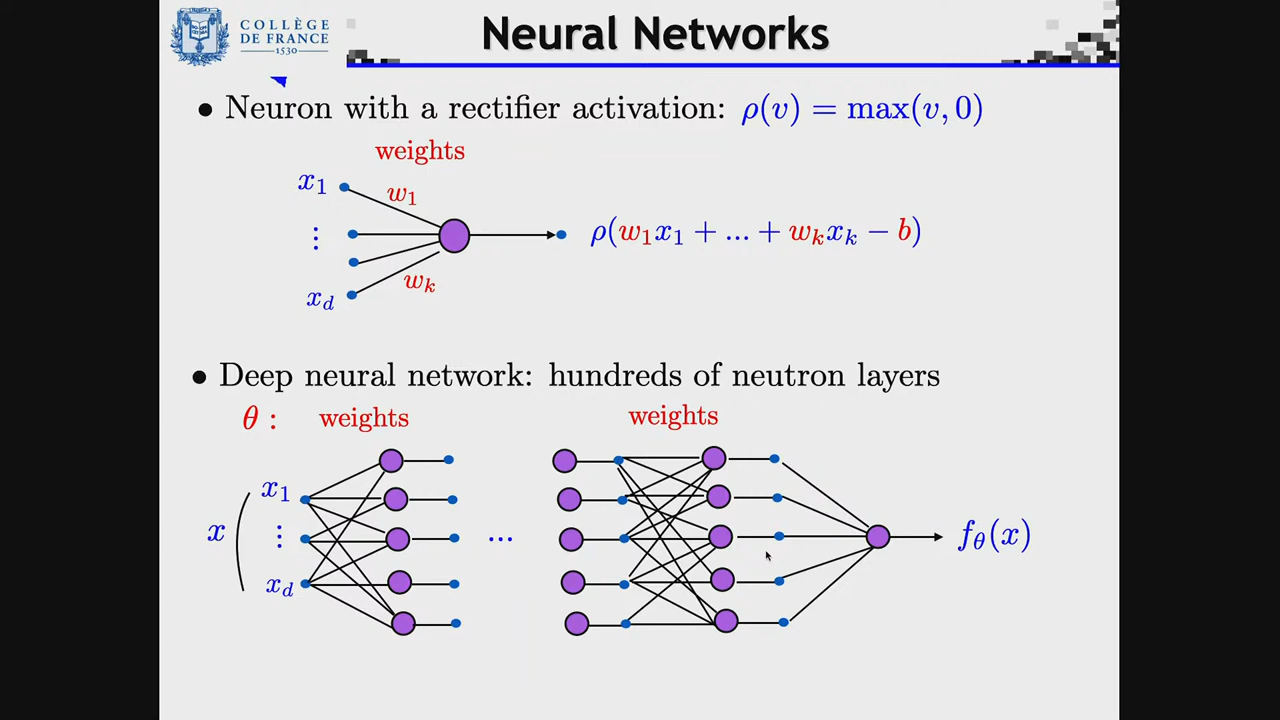 COLLÈGE
DE FRANCE
1530
Neural Networks
• Neuron with a rectifier activation: ρ(v) = max(v, 0)
weights
x₁
w₁
⋮
ρ(w₁x₁ + ... + wₖxₖ − b)
wₖ
x_d
• Deep neural network: hundreds of neutron layers
θ : weights
weights
x₁
x
⋮
...
f_θ(x)
x_d